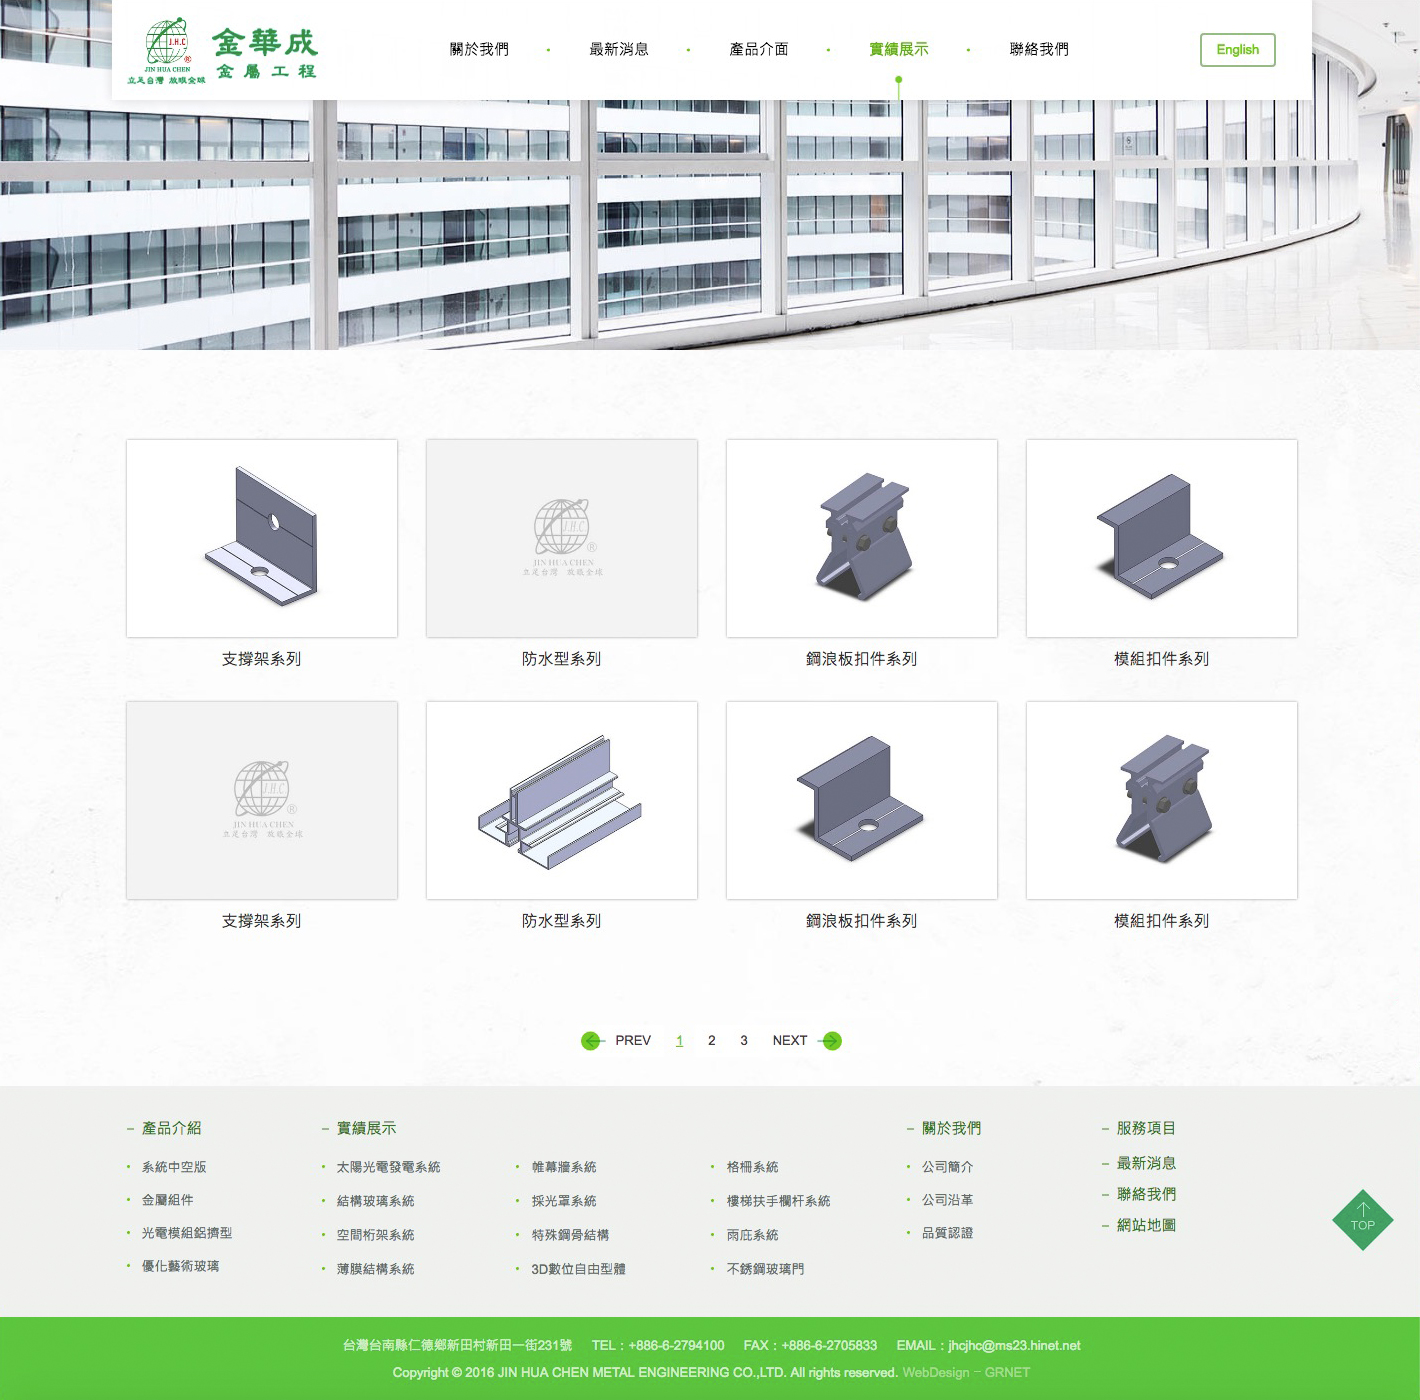 J.H.C
®
JIN HUA CHEN
立足台灣 放眼全球
金華成
金屬工程
關於我們
最新消息
產品介面
實績展示
聯絡我們
English
J.H.C
®
JIN HUA CHEN
立足台灣 放眼全球
支撐架系列
防水型系列
鋼浪板扣件系列
模組扣件系列
J.H.C
®
JIN HUA CHEN
立足台灣 放眼全球
支撐架系列
防水型系列
鋼浪板扣件系列
模組扣件系列
PREV 1 2 3 NEXT
– 產品介紹
• 系統中空版
• 金屬組件
• 光電模組鋁擠型
• 優化藝術玻璃
– 實績展示
• 太陽光電發電系統
• 結構玻璃系統
• 空間桁架系統
• 薄膜結構系統
• 帷幕牆系統
• 採光罩系統
• 特殊鋼骨結構
• 3D數位自由型體
• 格柵系統
• 樓梯扶手欄杆系統
• 雨庇系統
• 不銹鋼玻璃門
– 關於我們
• 公司簡介
• 公司沿革
• 品質認證
– 服務項目
– 最新消息
– 聯絡我們
– 網站地圖
TOP
台灣台南縣仁德鄉新田村新田一街231號 TEL：+886-6-2794100 FAX：+886-6-2705833 EMAIL：jhcjhc@ms23.hinet.net
Copyright © 2016 JIN HUA CHEN METAL ENGINEERING CO.,LTD. All rights reserved. WebDesign － GRNET